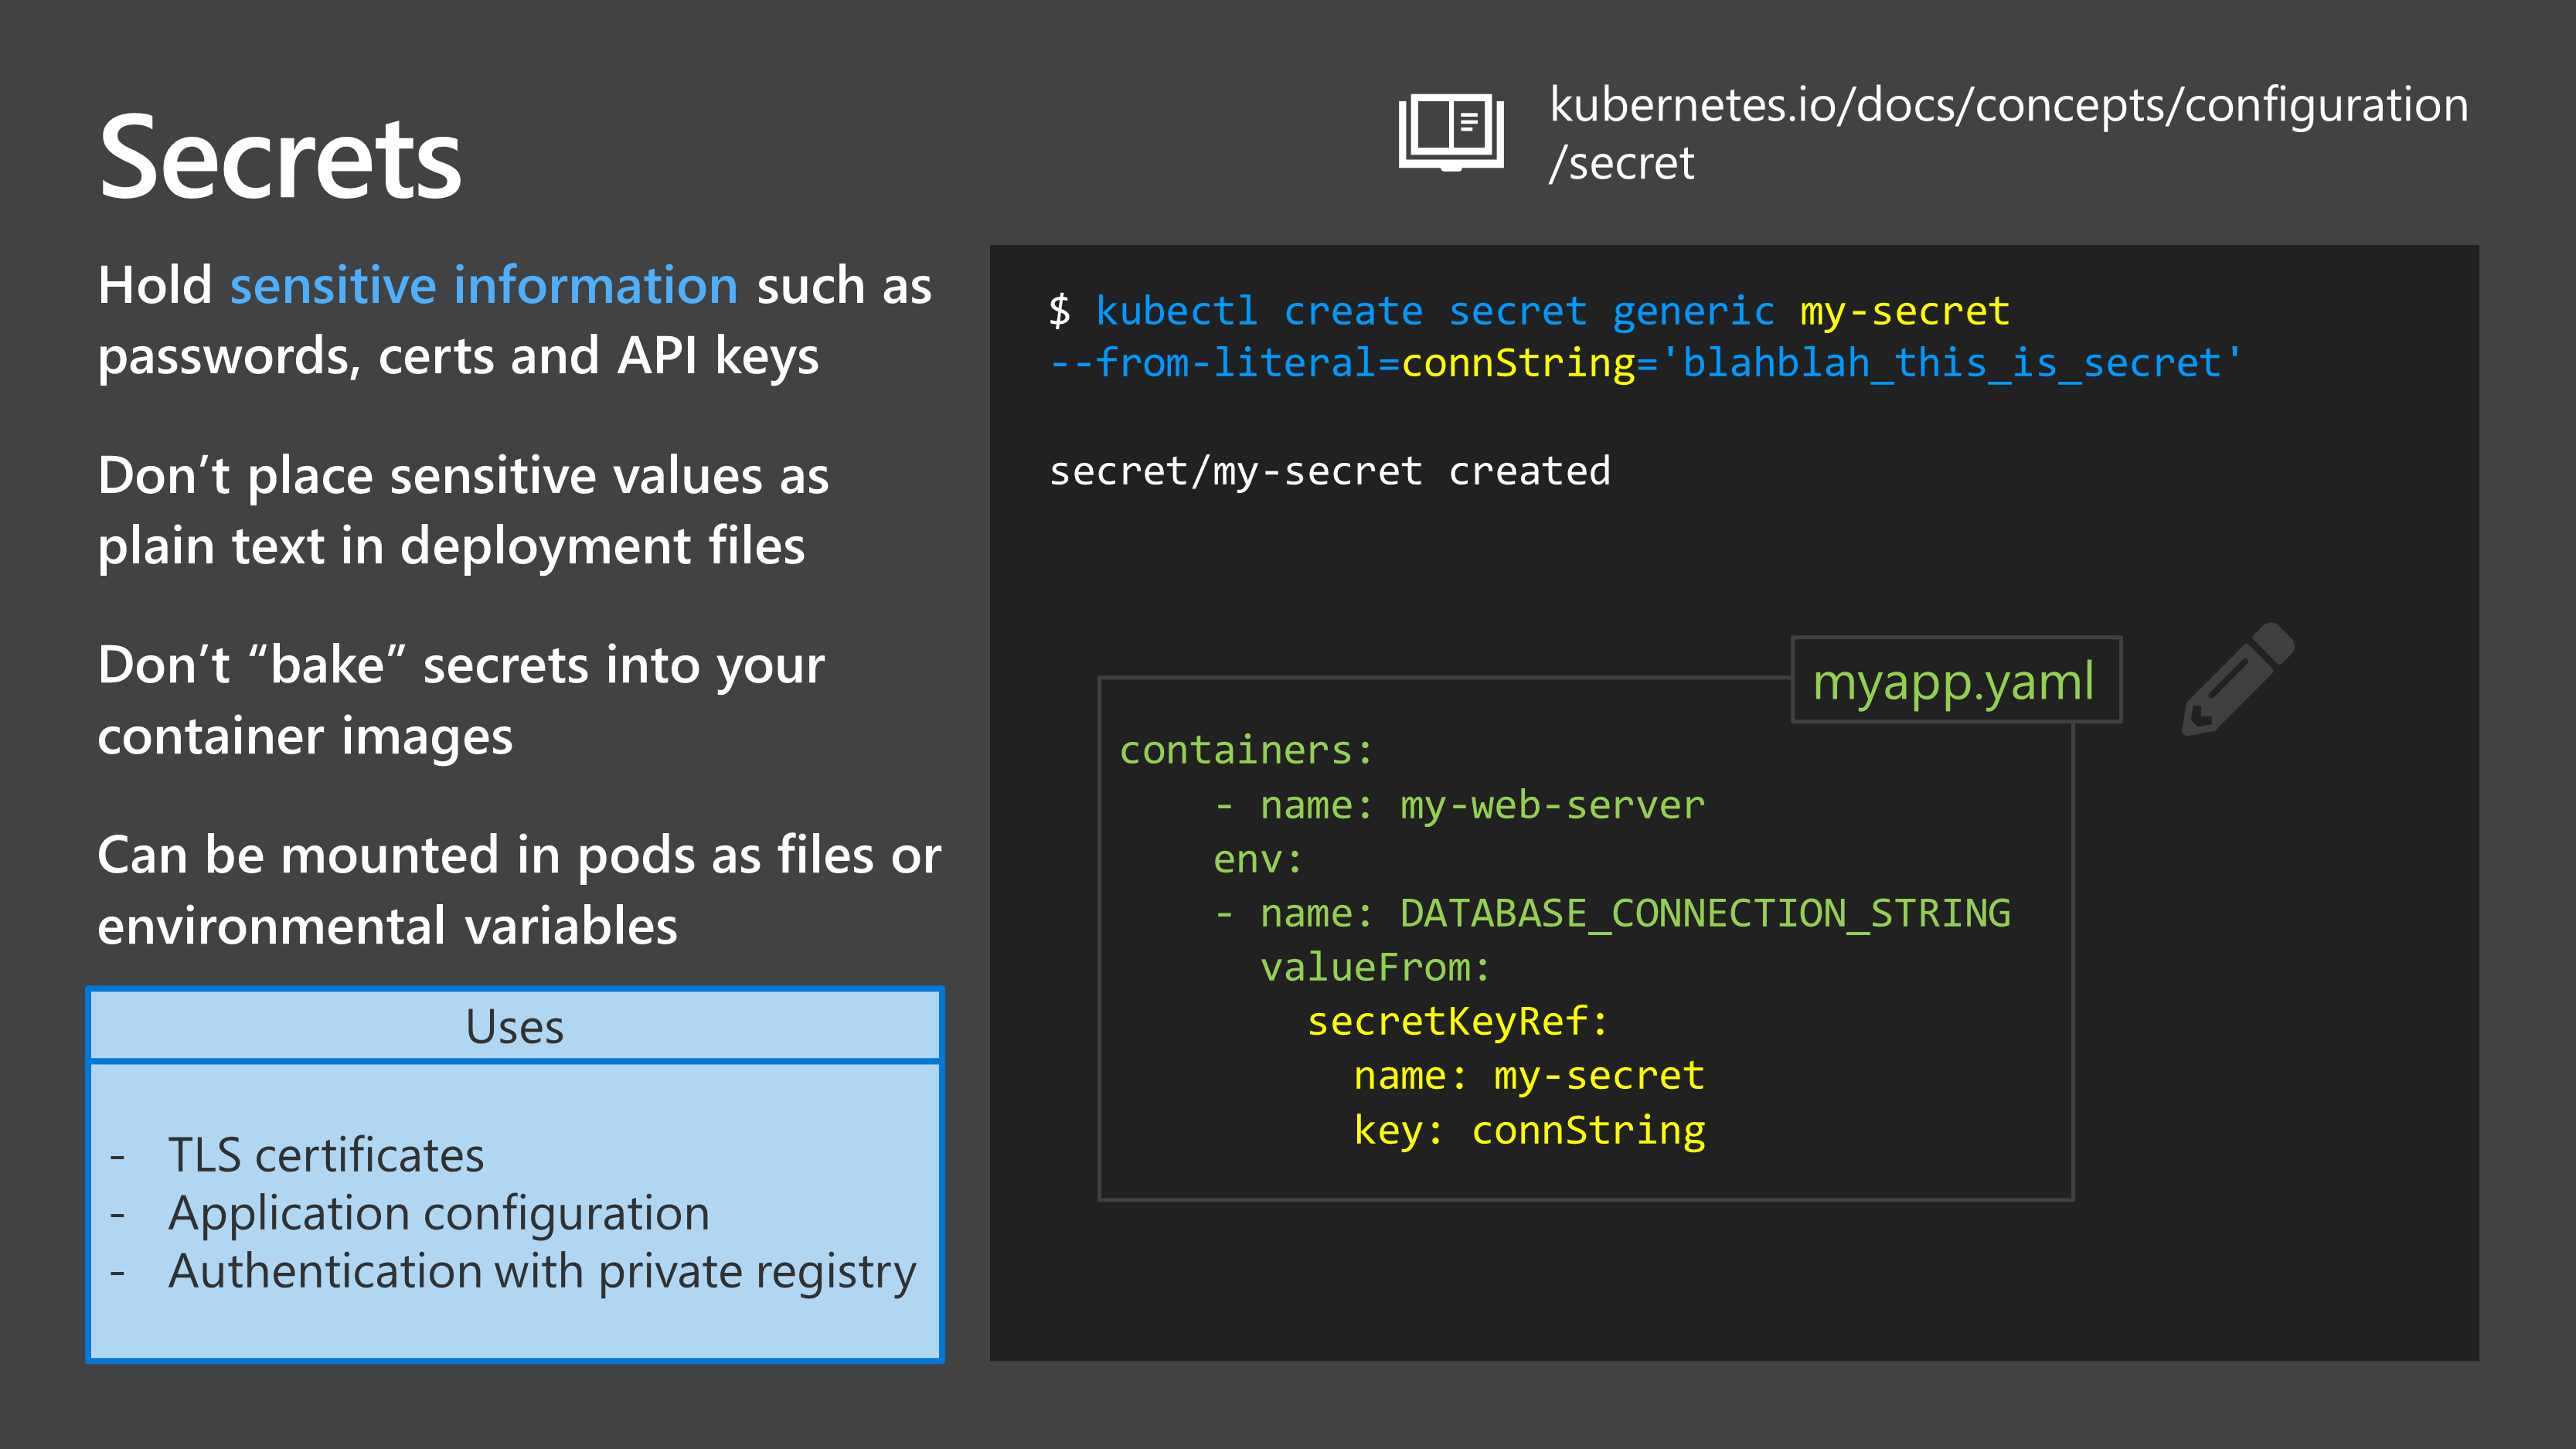 Secrets
kubernetes.io/docs/concepts/configuration
/secret
Hold sensitive information such as
passwords, certs and API keys
Don’t place sensitive values as
plain text in deployment files
Don’t “bake” secrets into your
container images
Can be mounted in pods as files or
environmental variables
Uses
- TLS certificates
- Application configuration
- Authentication with private registry
$ kubectl create secret generic my-secret
--from-literal=connString='blahblah_this_is_secret'
secret/my-secret created
myapp.yaml
containers:
    - name: my-web-server
    env:
    - name: DATABASE_CONNECTION_STRING
      valueFrom:
        secretKeyRef:
          name: my-secret
          key: connString